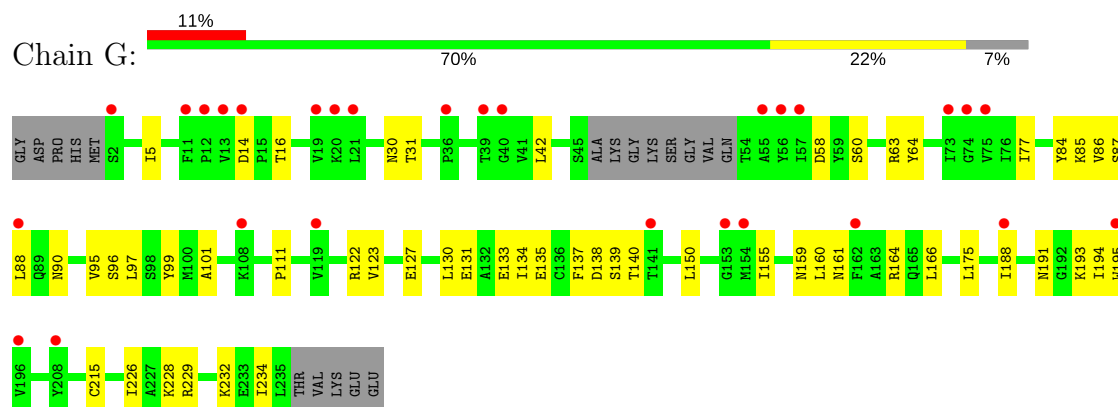 11%
Chain G:
70% 22% 7%
GLY ASP PRO HIS MET S2 I5 F11 P12 V13 D14 P15 T16 V19 K20 L21 N30 T31 P36 T39 G40 V41 L42 S45 ALA LYS GLY LYS SER GLY VAL GLN T54 A55 Y56 I57 D58 Y59 S60 R63 Y64 I73 G74 V75 I76 I77 Y84 K85 V86 S87
L88 Q89 N90 V95 S96 L97 S98 Y99 M100 A101 K108 P111 V119 R122 V123 E127 L130 E131 A132 E133 I134 E135 C136 F137 D138 S139 T140 T141 L150 G153 M154 I155 N159 L160 N161 F162 A163 R164 Q165 L166 L175 I188 N191 G192 K193 I194 V195
V196 Y208 C215 I226 A227 K228 R229 K232 E233 I234 L235 THR VAL LYS GLU GLU